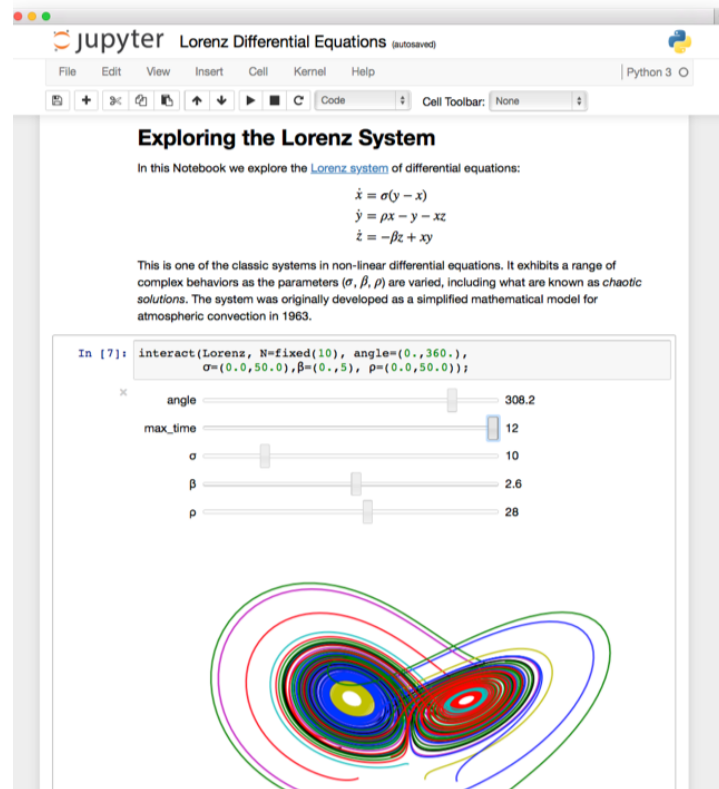 jupyter Lorenz Differential Equations (autosaved)
File Edit View Insert Cell Kernel Help Python 3
Code Cell Toolbar: None
Exploring the Lorenz System
In this Notebook we explore the Lorenz system of differential equations:
ẋ = σ(y − x)
ẏ = ρx − y − xz
ż = −βz + xy
This is one of the classic systems in non-linear differential equations. It exhibits a range of
complex behaviors as the parameters (σ, β, ρ) are varied, including what are known as chaotic
solutions. The system was originally developed as a simplified mathematical model for
atmospheric convection in 1963.
In [7]: interact(Lorenz, N=fixed(10), angle=(0.,360.),
σ=(0.0,50.0),β=(0.,5), ρ=(0.0,50.0));
angle 308.2
max_time 12
σ 10
β 2.6
ρ 28